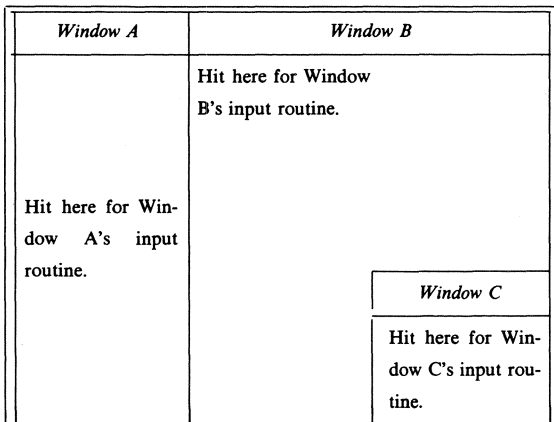 Window A
Window B
Hit here for Window
B's input routine.
Hit here for Win-
dow A's input
routine.
Window C
Hit here for Win-
dow C's input rou-
tine.